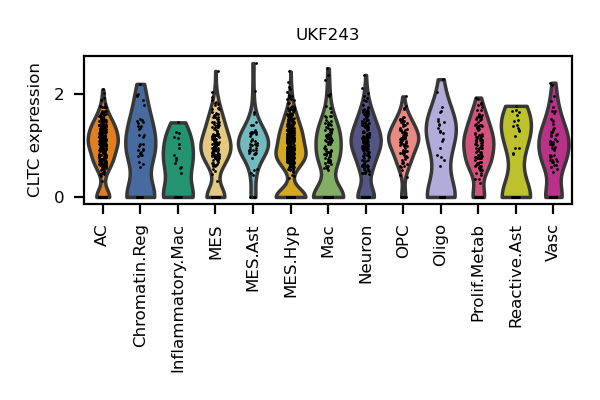 UKF243
CLTC expression
2
0
AC
Chromatin.Reg
Inflammatory.Mac
MES
MES.Ast
MES.Hyp
Mac
Neuron
OPC
Oligo
Prolif.Metab
Reactive.Ast
Vasc